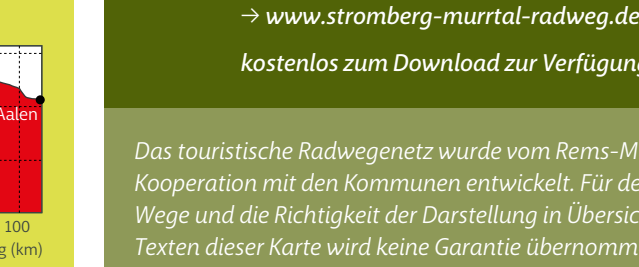 → www.stromberg-murrtal-radweg.de
kostenlos zum Download zur Verfügung
Aalen
100
g (km)
Das touristische Radwegenetz wurde vom Rems-M
Kooperation mit den Kommunen entwickelt. Für de
Wege und die Richtigkeit der Darstellung in Übersic
Texten dieser Karte wird keine Garantie übernomm